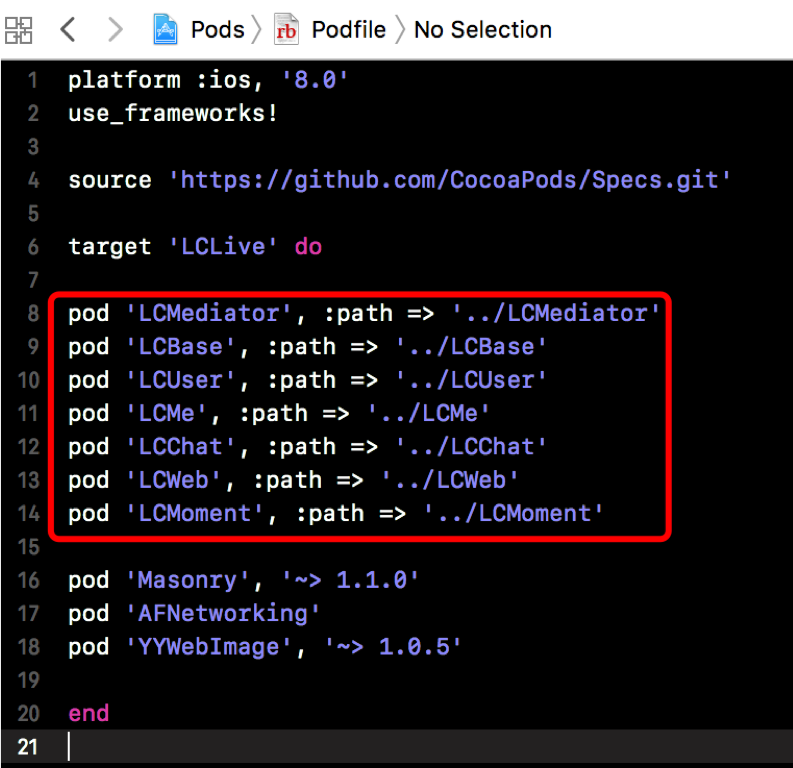 Pods 〉 rb Podfile 〉 No Selection
1 platform :ios, '8.0'
2 use_frameworks!
3
4 source 'https://github.com/CocoaPods/Specs.git'
5
6 target 'LCLive' do
7
8 pod 'LCMediator', :path => '../LCMediator'
9 pod 'LCBase', :path => '../LCBase'
10 pod 'LCUser', :path => '../LCUser'
11 pod 'LCMe', :path => '../LCMe'
12 pod 'LCChat', :path => '../LCChat'
13 pod 'LCWeb', :path => '../LCWeb'
14 pod 'LCMoment', :path => '../LCMoment'
15
16 pod 'Masonry', '~> 1.1.0'
17 pod 'AFNetworking'
18 pod 'YYWebImage', '~> 1.0.5'
19
20 end
21